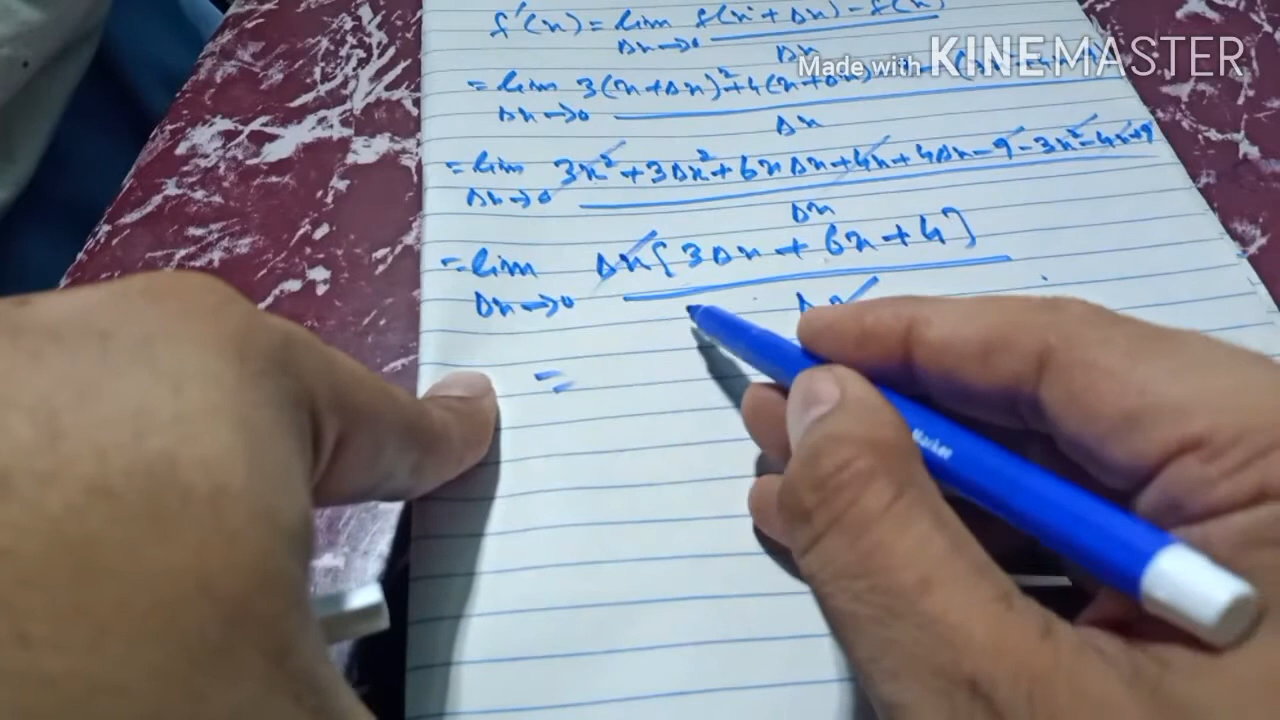 f'(x) = lim f(x + Δx) - f(x)
Δx→0 Δx
Made with KINEMASTER
= lim 3(x+Δx)²+4(x+Δx)
Δx→0 Δx
= lim 3x² + 3Δx² + 6xΔx + 4x + 4Δx - 9 - 3x² - 4x + 9
Δx→0 Δx
= lim Δx[3Δx + 6x + 4]
Δx→0 Δx
=
Marker